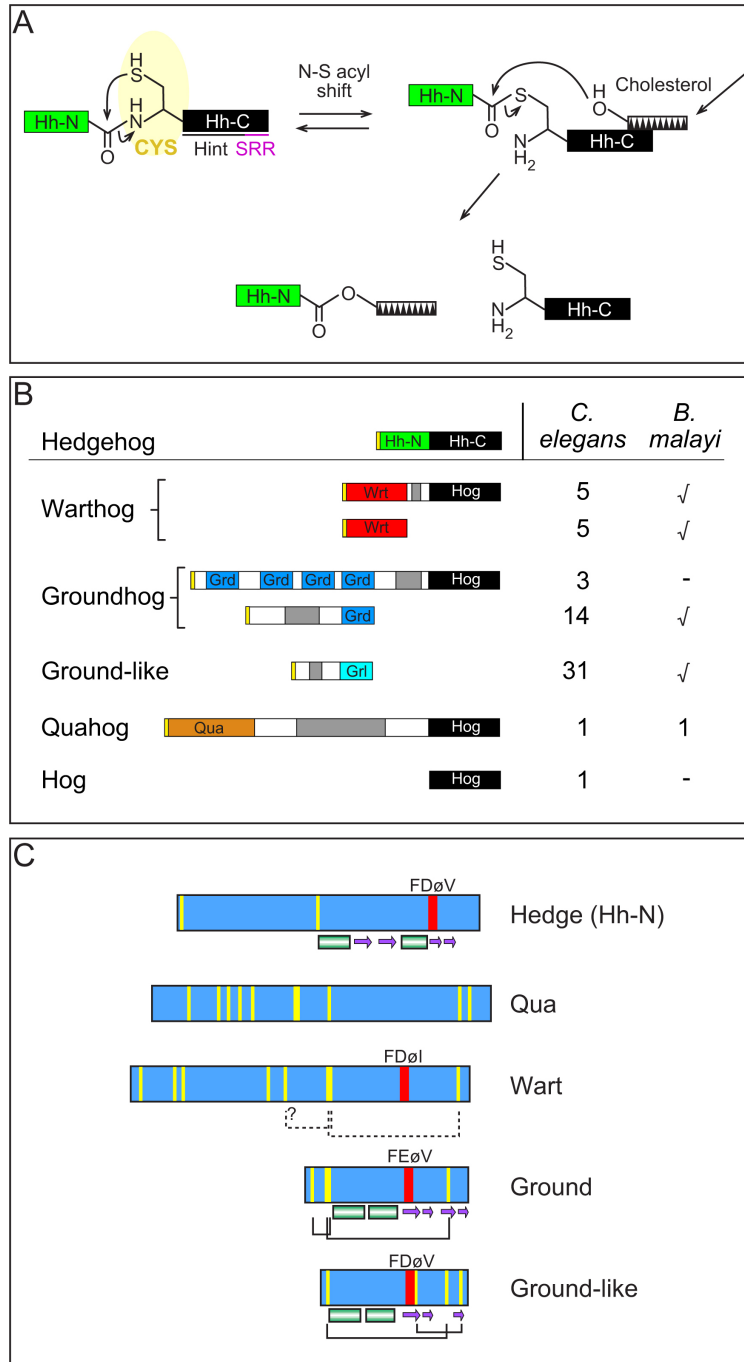 A
H
S
N-S acyl
shift
Cholesterol
H
O
Hh-N
S
Hh-N
N
H
Hh-C
O
CYS
Hint SRR
O
NH2
Hh-C
H
S
Hh-N
O
O
NH2
Hh-C
B
C. elegans
B. malayi
Hedgehog
Hh-N Hh-C
Warthog
Wrt Hog 5 √
Wrt 5 √
Groundhog
Grd Grd Grd Grd Hog 3 -
Grd 14 √
Ground-like Grl 31 √
Quahog Qua Hog 1 1
Hog Hog 1 -
C
FDøV
Hedge (Hh-N)
Qua
FDøI
Wart
?
FEøV
Ground
FDøV
Ground-like